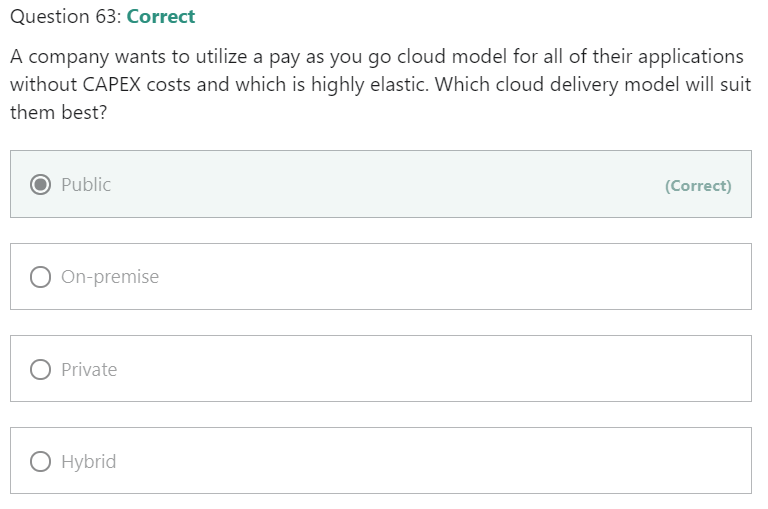 Question 63: Correct
A company wants to utilize a pay as you go cloud model for all of their applications
without CAPEX costs and which is highly elastic. Which cloud delivery model will suit
them best?
Public (Correct)
On-premise
Private
Hybrid